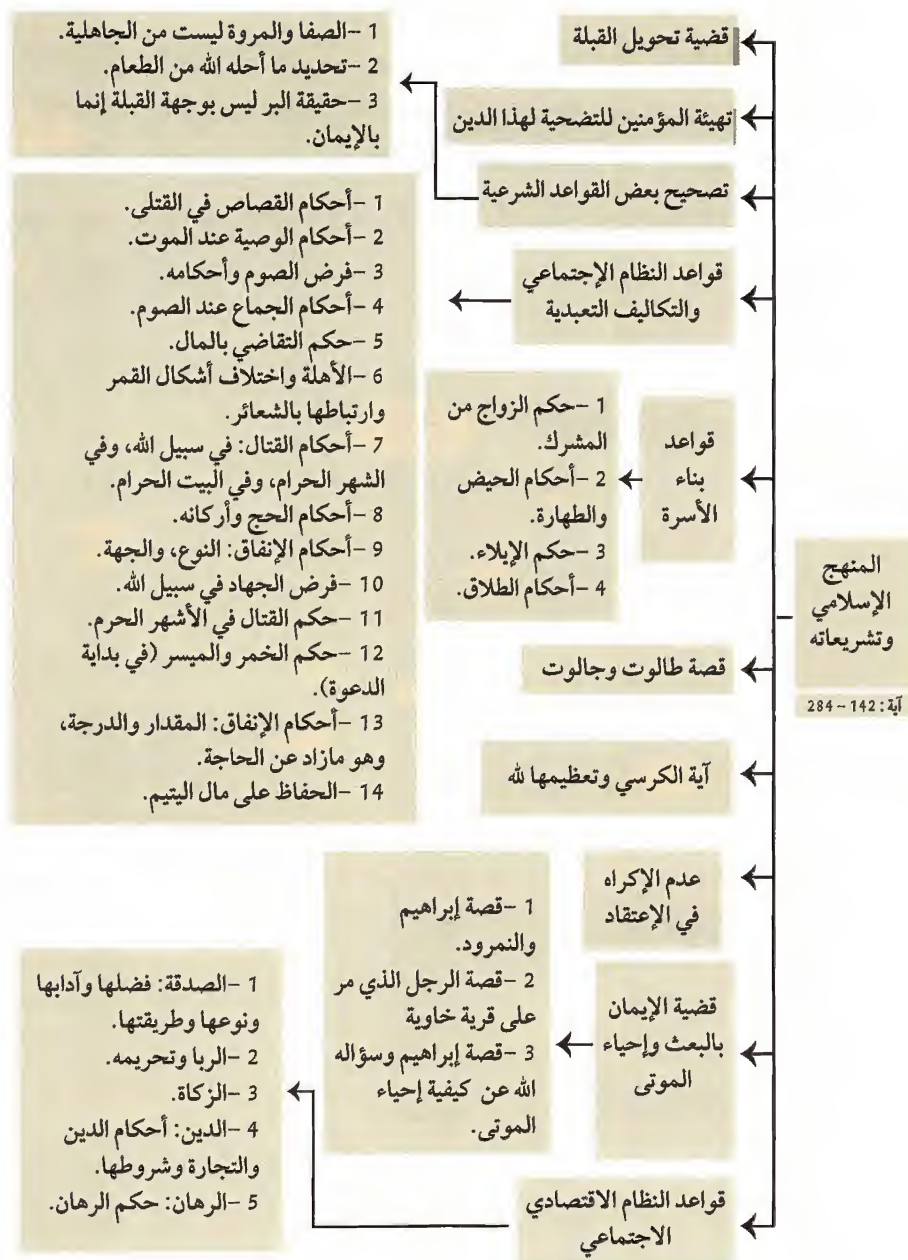 المنهج
الإسلامي
وتشريعاته
آية: 142 – 284
قضية تحويل القبلة
تهيئة المؤمنين للتضحية لهذا الدين
تصحيح بعض القواعد الشرعية
1 –الصفا والمروة ليست من الجاهلية.
2 –تحديد ما أحله الله من الطعام.
3 –حقيقة البر ليس بوجهة القبلة إنما
بالإيمان.
قواعد النظام الإجتماعي
والتكاليف التعبدية
1 –أحكام القصاص في القتلى.
2 –أحكام الوصية عند الموت.
3 –فرض الصوم وأحكامه.
4 –أحكام الجماع عند الصوم.
5 –حكم التقاضي بالمال.
6 –الأهلة واختلاف أشكال القمر
وارتباطها بالشعائر.
7 –أحكام القتال: في سبيل الله، وفي
الشهر الحرام، وفي البيت الحرام.
8 –أحكام الحج وأركانه.
9 –أحكام الإنفاق: النوع، والجهة.
10 –فرض الجهاد في سبيل الله.
11 –حكم القتال في الأشهر الحرم.
12 –حكم الخمر والميسر (في بداية
الدعوة).
13 –أحكام الإنفاق: المقدار والدرجة،
وهو مازاد عن الحاجة.
14 –الحفاظ على مال اليتيم.
قواعد
بناء
الأسرة
1 –حكم الزواج من
المشرك.
2 –أحكام الحيض
والطهارة.
3 –حكم الإيلاء.
4 –أحكام الطلاق.
قصة طالوت وجالوت
آية الكرسي وتعظيمها لله
عدم الإكراه
في الإعتقاد
قضية الإيمان
بالبعث وإحياء
الموتى
1 –قصة إبراهيم
والنمرود.
2 –قصة الرجل الذي مر
على قرية خاوية
3 –قصة إبراهيم وسؤاله
الله عن كيفية إحياء
الموتى.
قواعد النظام الاقتصادي
الاجتماعي
1 –الصدقة: فضلها وآدابها
ونوعها وطريقتها.
2 –الربا وتحريمه.
3 –الزكاة.
4 –الدين: أحكام الدين
والتجارة وشروطها.
5 –الرهان: حكم الرهان.